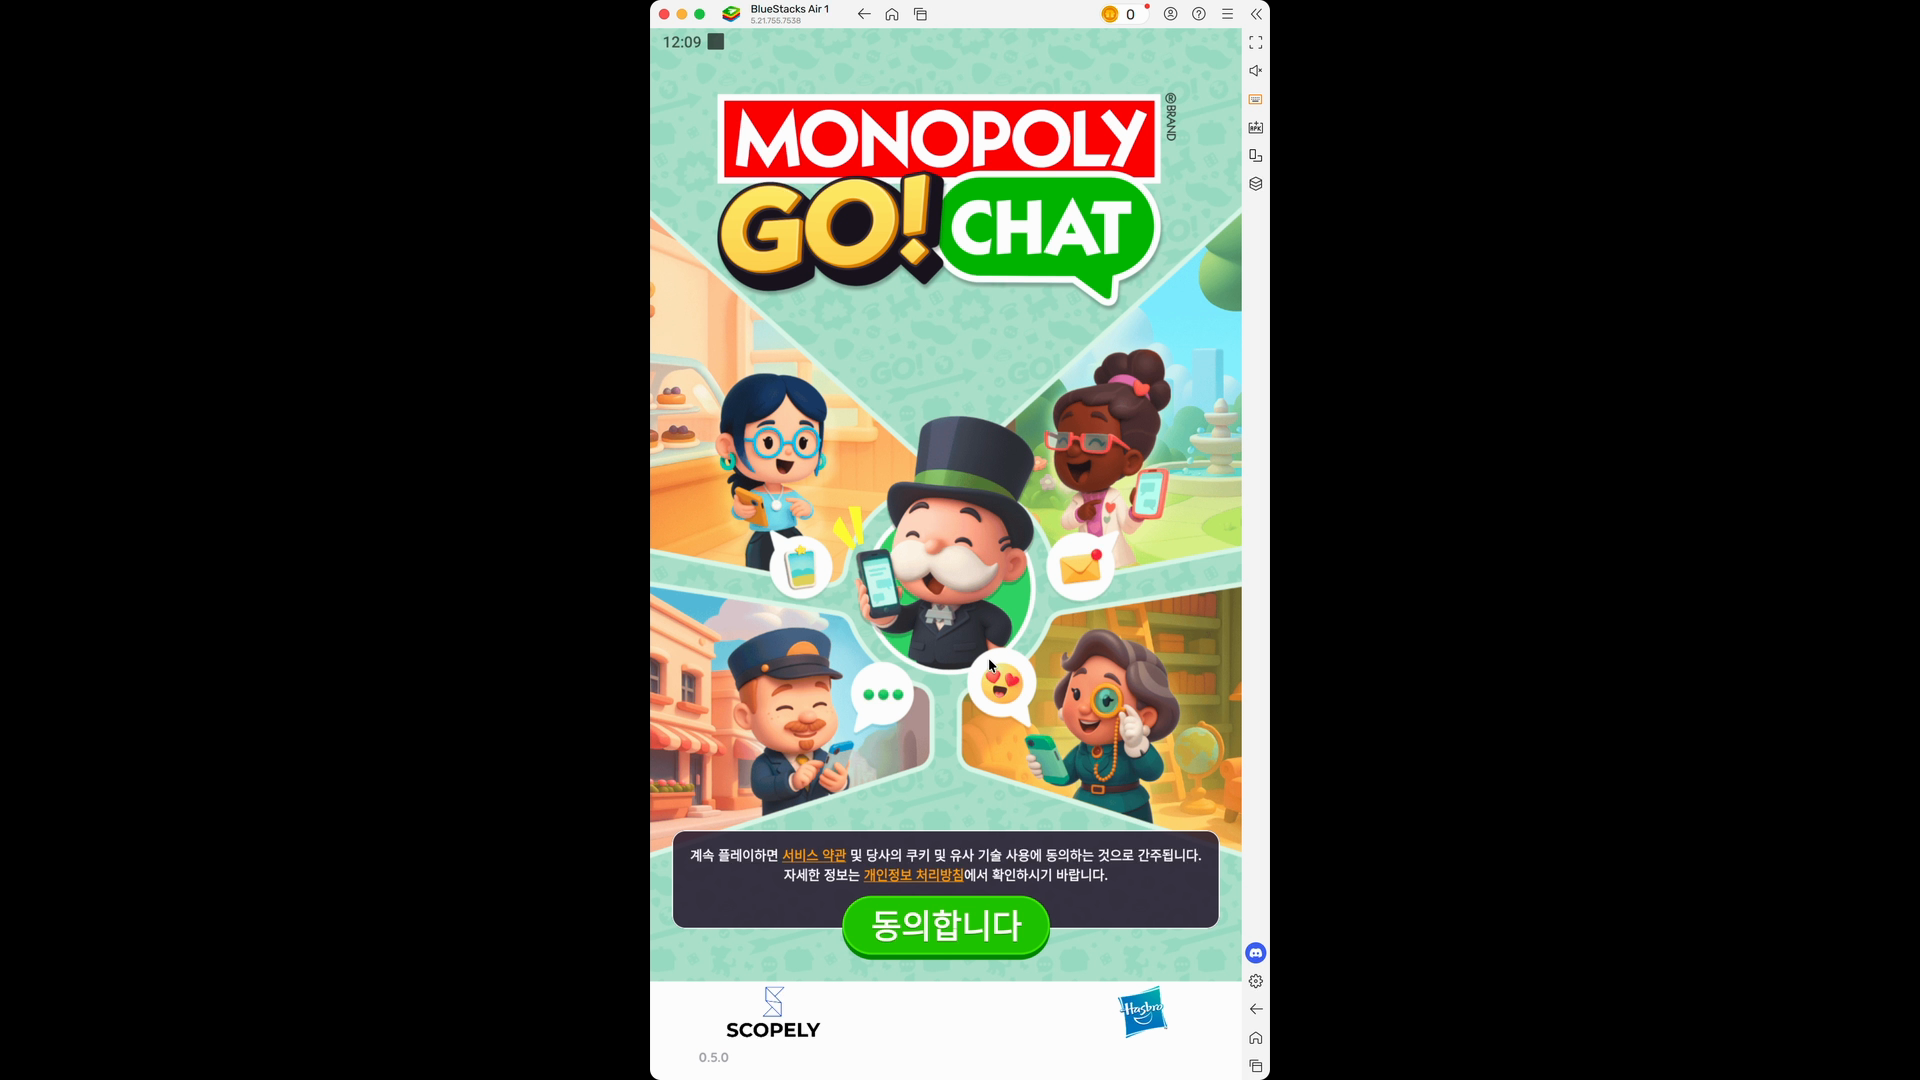 BlueStacks Air 1
5.21.755.7538
0
12:09
MONOPOLY
®BRAND
GO! CHAT
계속 플레이하면 서비스 약관 및 당사의 쿠키 및 유사 기술 사용에 동의하는 것으로 간주됩니다.
자세한 정보는 개인정보 처리방침에서 확인하시기 바랍니다.
동의합니다
SCOPELY
Hasbro
0.5.0